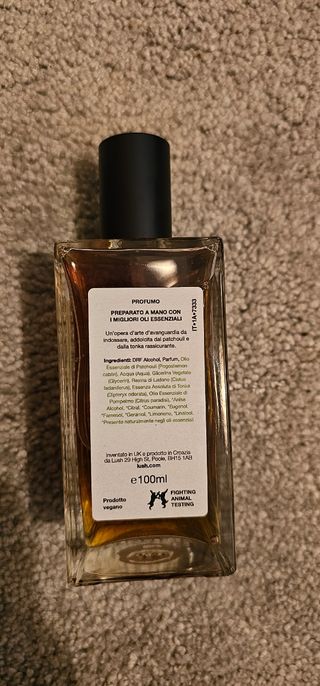 PROFUMO
PREPARATO A MANO CON
I MIGLIORI OLI ESSENZIALI
Un'opera d'arte d'avanguardia da
indossare, addolcita dai patchouli e
dalla tonka rassicurante.
Ingredienti: DRF Alcohol, Parfum, Olio
Essenziale di Patchouli (Pogostemon
cablin), Acqua (Aqua), Glicerina Vegetale
(Glycerin), Resina di Ladano (Cistus
ladaniferus), Essenza Assoluta di Tonka
(Dipteryx odorata), Olio Essenziale di
Pompelmo (Citrus paradisi), *Anise
Alcohol, *Citral, *Coumarin, *Eugenol,
*Farnesol, *Geraniol, *Limonene, *Linalool.
*Presente naturalmente negli oli essenziali
Inventato in UK e prodotto in Croazia
da Lush 29 High St, Poole, BH15 1AB
lush.com
℮100ml
Prodotto
vegano
FIGHTING
ANIMAL
TESTING
IT•1A•7333